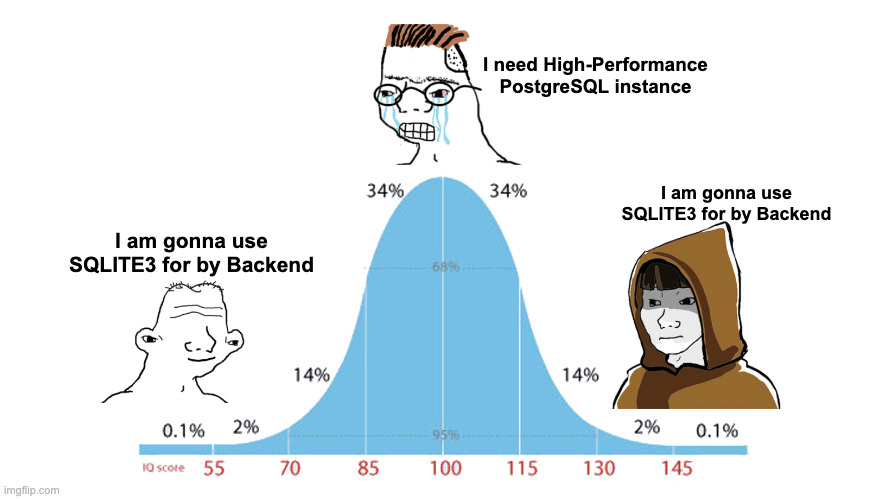 I need High-Performance
PostgreSQL instance
I am gonna use
SQLITE3 for by Backend
I am gonna use
SQLITE3 for by Backend
34%
34%
68%
14%
14%
95%
0.1%
2%
2%
0.1%
IQ score
55
70
85
100
115
130
145
imgflip.com